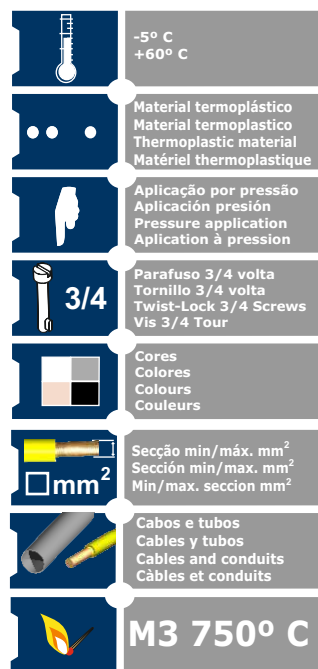 -5º C
+60º C
Material termoplástico
Material termoplastico
Thermoplastic material
Matériel thermoplastique
Aplicação por pressão
Aplicación presión
Pressure application
Aplication à pression
3/4
Parafuso 3/4 volta
Tornillo 3/4 volta
Twist-Lock 3/4 Screws
Vis 3/4 Tour
Cores
Colores
Colours
Couleurs
mm²
Secção min/máx. mm²
Sección min/max. mm²
Min/max. seccion mm²
Cabos e tubos
Cables y tubos
Cables and conduits
Càbles et conduits
M3 750º C